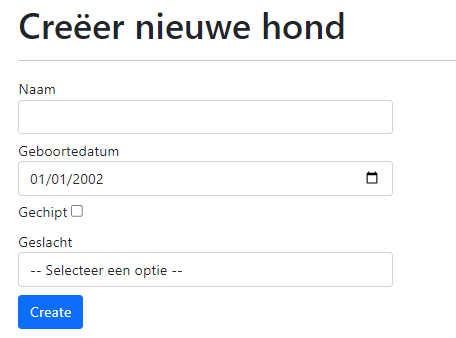 Creëer nieuwe hond
Naam
Geboortedatum
01/01/2002
Gechipt
Geslacht
-- Selecteer een optie --
Create